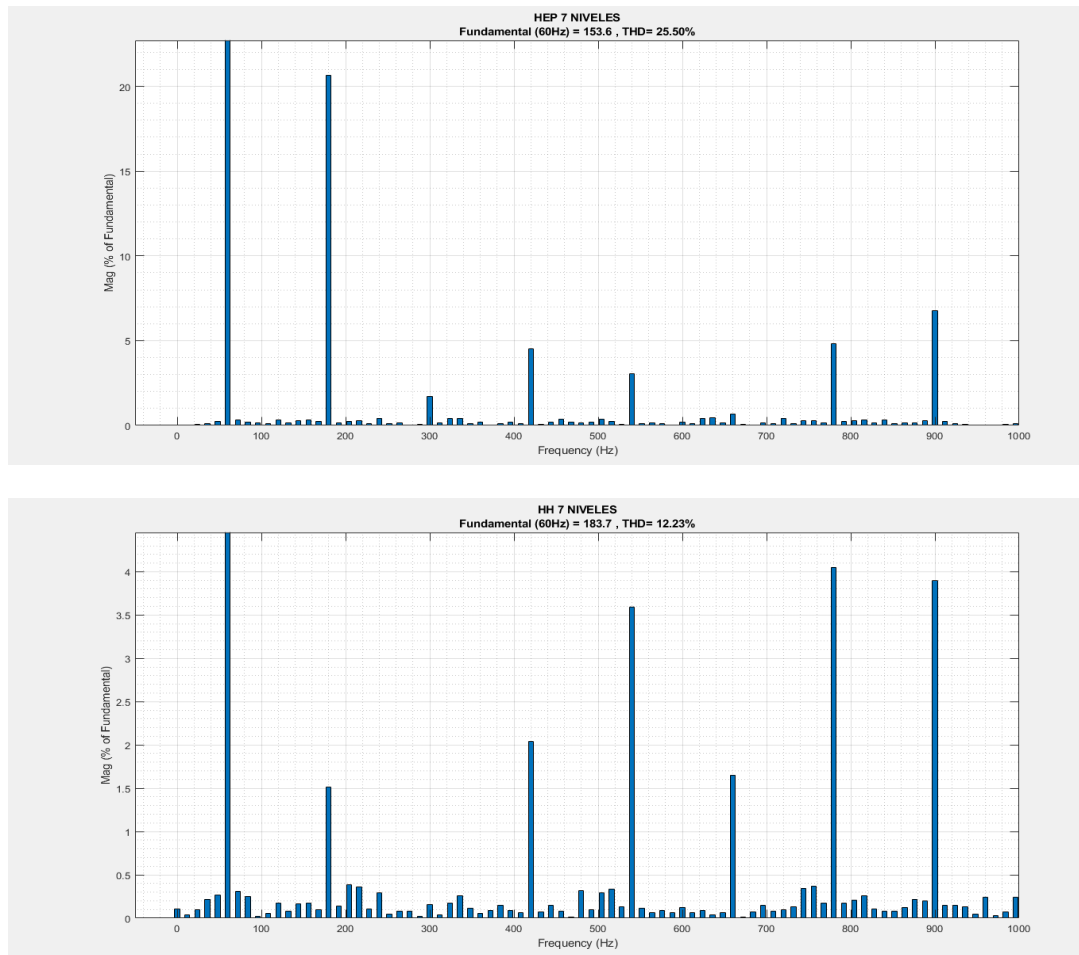 HEP 7 NIVELES
Fundamental (60Hz) = 153.6 , THD= 25.50%
20
15
10
5
0
Mag (% of Fundamental)
0 100 200 300 400 500 600 700 800 900 1000
Frequency (Hz)
HH 7 NIVELES
Fundamental (60Hz) = 183.7 , THD= 12.23%
4
3.5
3
2.5
2
1.5
1
0.5
0
Mag (% of Fundamental)
0 100 200 300 400 500 600 700 800 900 1000
Frequency (Hz)